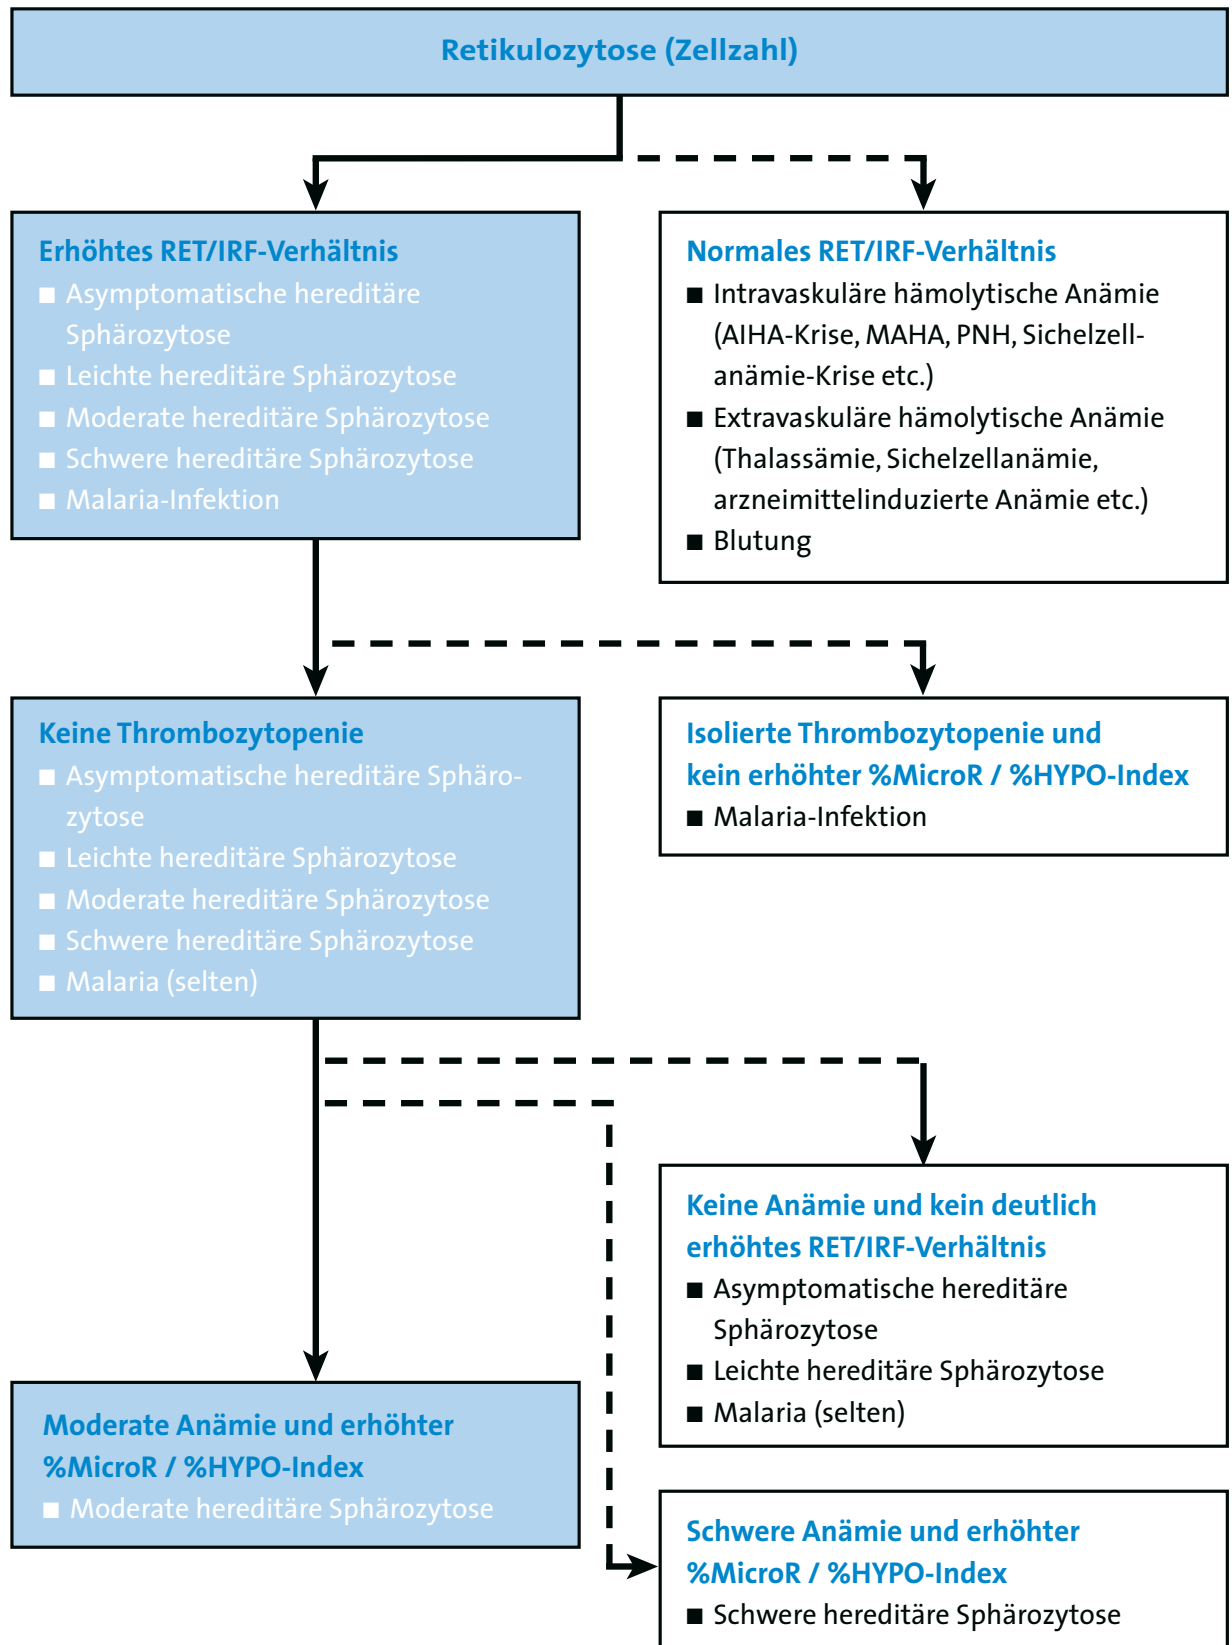 Retikulozytose (Zellzahl)
Erhöhtes RET/IRF-Verhältnis
■ Asymptomatische hereditäre
Sphärozytose
■ Leichte hereditäre Sphärozytose
■ Moderate hereditäre Sphärozytose
■ Schwere hereditäre Sphärozytose
■ Malaria-Infektion
Normales RET/IRF-Verhältnis
■ Intravaskuläre hämolytische Anämie
(AIHA-Krise, MAHA, PNH, Sichelzell-
anämie-Krise etc.)
■ Extravaskuläre hämolytische Anämie
(Thalassämie, Sichelzellanämie,
arzneimittelinduzierte Anämie etc.)
■ Blutung
Keine Thrombozytopenie
■ Asymptomatische hereditäre Sphäro-
zytose
■ Leichte hereditäre Sphärozytose
■ Moderate hereditäre Sphärozytose
■ Schwere hereditäre Sphärozytose
■ Malaria (selten)
Isolierte Thrombozytopenie und
kein erhöhter %MicroR / %HYPO-Index
■ Malaria-Infektion
Keine Anämie und kein deutlich
erhöhtes RET/IRF-Verhältnis
■ Asymptomatische hereditäre
Sphärozytose
■ Leichte hereditäre Sphärozytose
■ Malaria (selten)
Moderate Anämie und erhöhter
%MicroR / %HYPO-Index
■ Moderate hereditäre Sphärozytose
Schwere Anämie und erhöhter
%MicroR / %HYPO-Index
■ Schwere hereditäre Sphärozytose